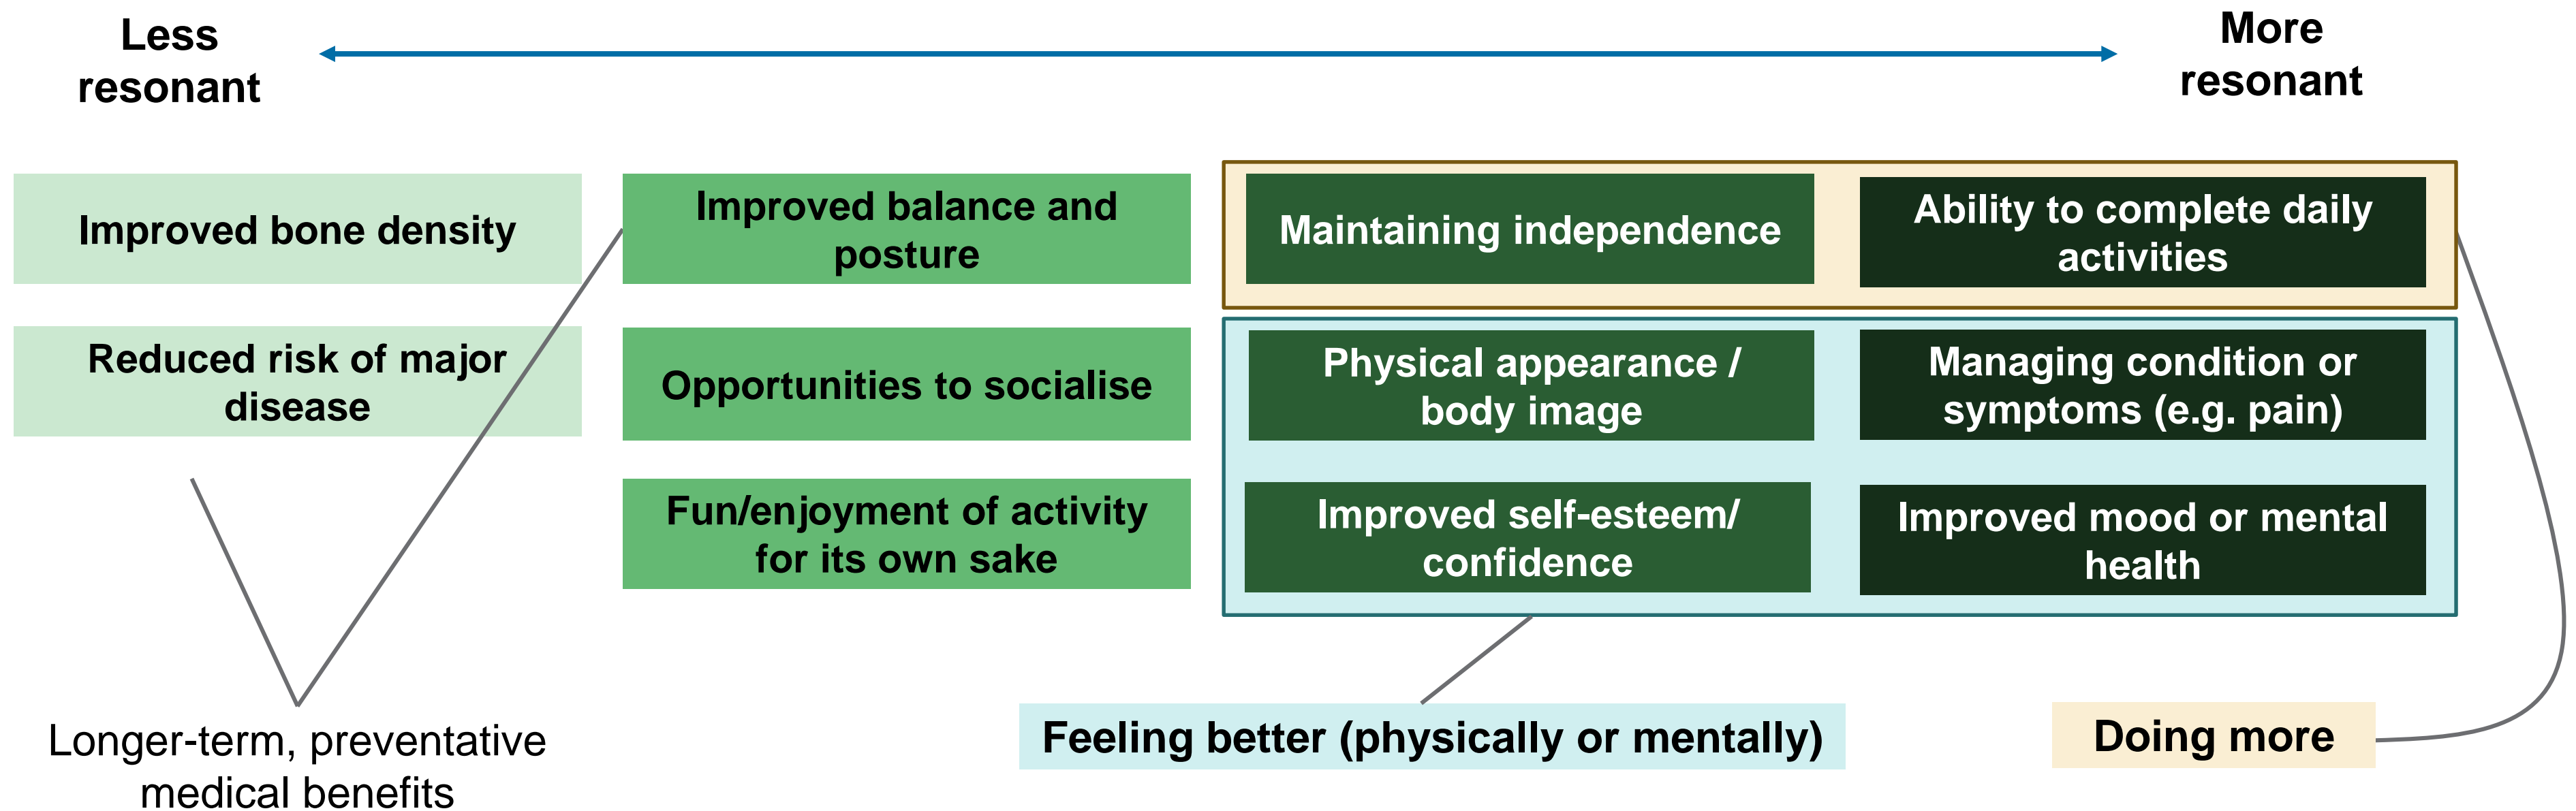 Less
resonant
More
resonant
Improved bone density
Improved balance and
posture
Maintaining independence
Ability to complete daily
activities
Reduced risk of major
disease
Opportunities to socialise
Physical appearance /
body image
Managing condition or
symptoms (e.g. pain)
Fun/enjoyment of activity
for its own sake
Improved self-esteem/
confidence
Improved mood or mental
health
Longer-term, preventative
medical benefits
Feeling better (physically or mentally)
Doing more